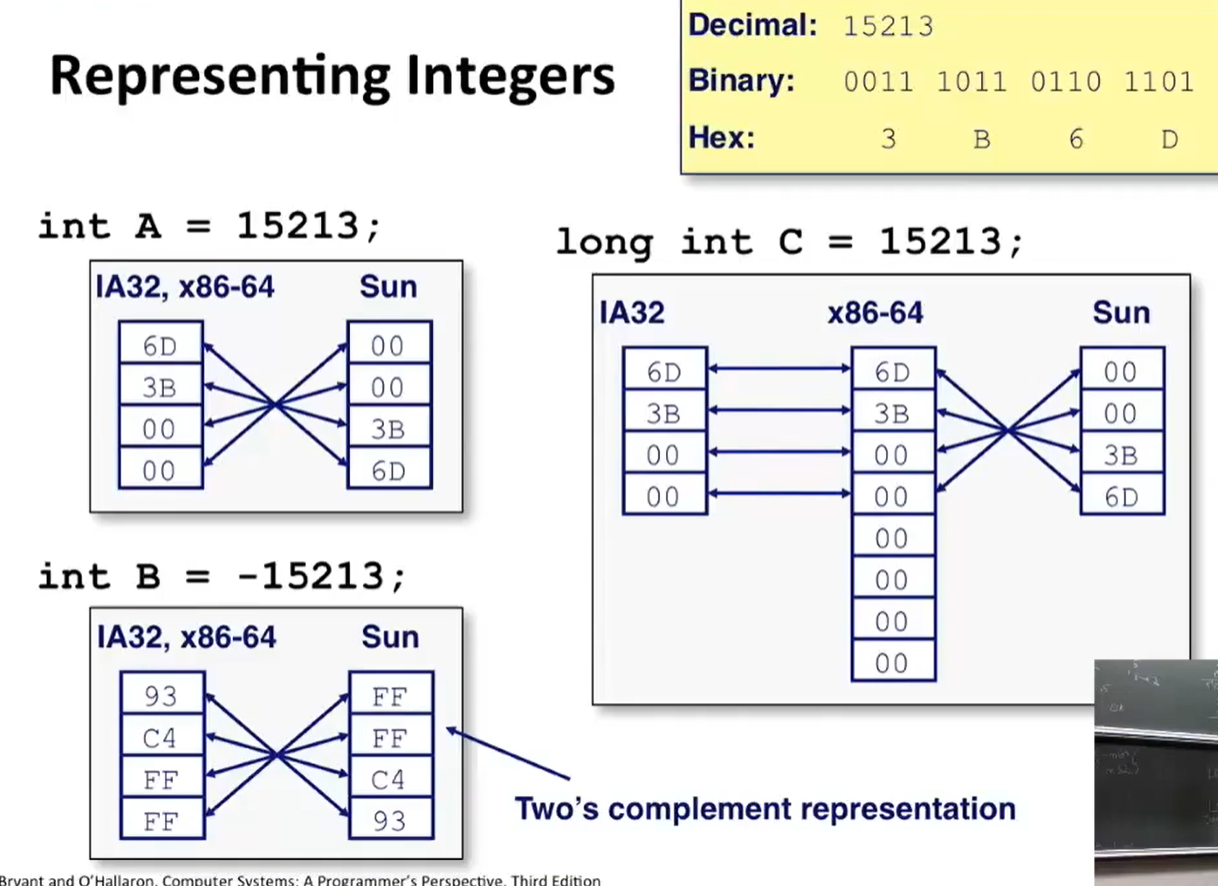 Representing Integers
Decimal: 15213
Binary: 0011 1011 0110 1101
Hex: 3 B 6 D
int A = 15213;
IA32, x86-64 Sun
6D 00
3B 00
00 3B
00 6D
long int C = 15213;
IA32 x86-64 Sun
6D 6D 00
3B 3B 00
00 00 3B
00 00 6D
00
00
00
00
int B = -15213;
IA32, x86-64 Sun
93 FF
C4 FF
FF C4
FF 93
Two's complement representation
Bryant and O'Hallaron, Computer Systems: A Programmer's Perspective, Third Edition